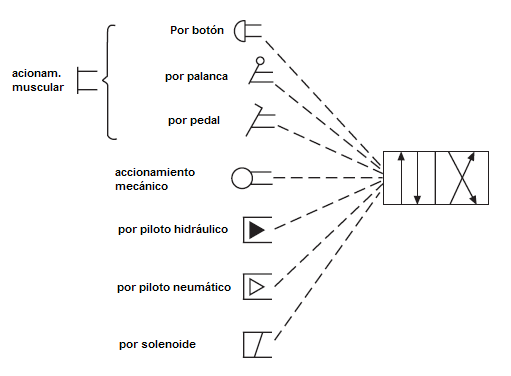 Por botón
acionam.
muscular
por palanca
por pedal
accionamiento
mecánico
por piloto hidráulico
por piloto neumático
por solenoide